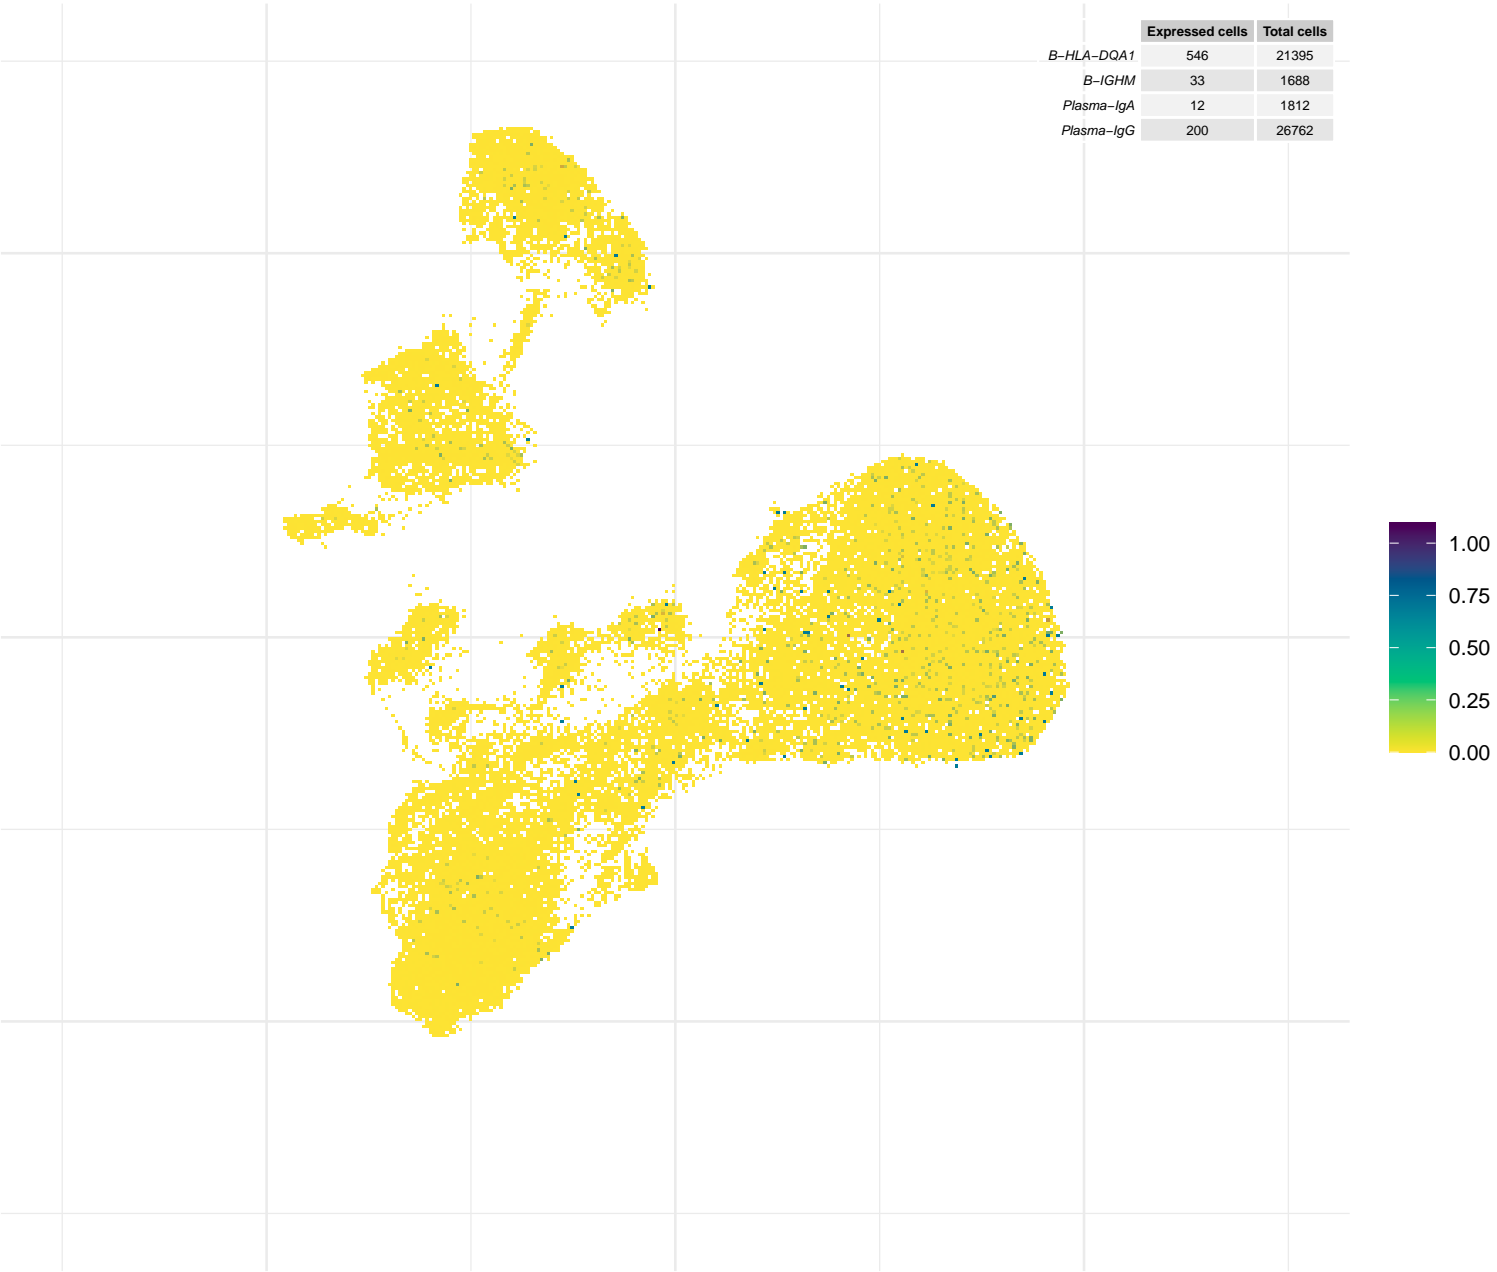 Expressed cells Total cells
B−HLA−DQA1 546 21395
B−IGHM 33 1688
Plasma−IgA 12 1812
Plasma−IgG 200 26762
1.00
0.75
0.50
0.25
0.00